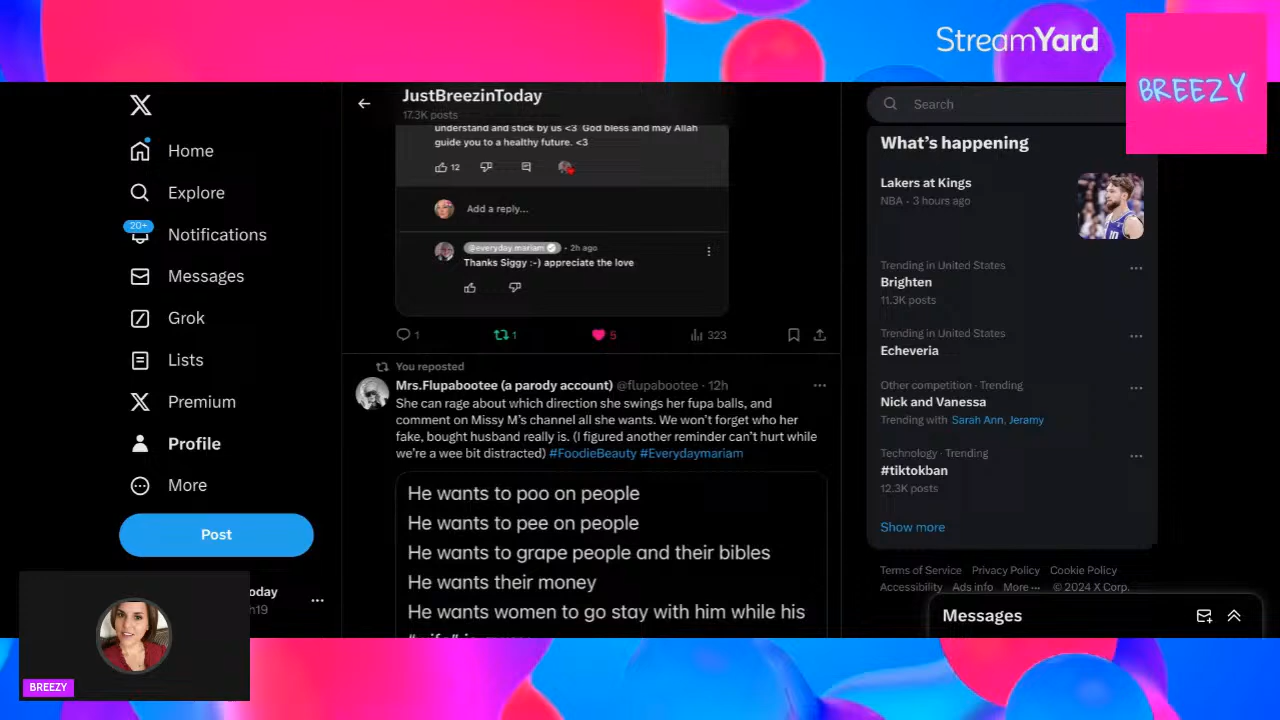 StreamYard
BREEZY
Home
Explore
20+
Notifications
Messages
Grok
Lists
Premium
Profile
More
Post
oday
h19
BREEZY
JustBreezinToday
17.3K posts
understand and stick by us <3 God bless and may Allah
guide you to a healthy future. <3
12
Add a reply...
@everyday.mariam • 2h ago
Thanks Siggy :-) appreciate the love
1
1
5
323
You reposted
Mrs.Flupabootee (a parody account) @flupabootee · 12h
She can rage about which direction she swings her fupa balls, and
comment on Missy M's channel all she wants. We won't forget who her
fake, bought husband really is. (I figured another reminder can't hurt while
we're a wee bit distracted) #FoodieBeauty #Everydaymariam
He wants to poo on people
He wants to pee on people
He wants to grape people and their bibles
He wants their money
He wants women to go stay with him while his
Search
What's happening
Lakers at Kings
NBA · 3 hours ago
Trending in United States
Brighten
11.3K posts
Trending in United States
Echeveria
Other competition · Trending
Nick and Vanessa
Trending with Sarah Ann, Jeramy
Technology · Trending
#tiktokban
12.3K posts
Show more
Terms of Service Privacy Policy Cookie Policy
Accessibility Ads info More ··· © 2024 X Corp.
Messages